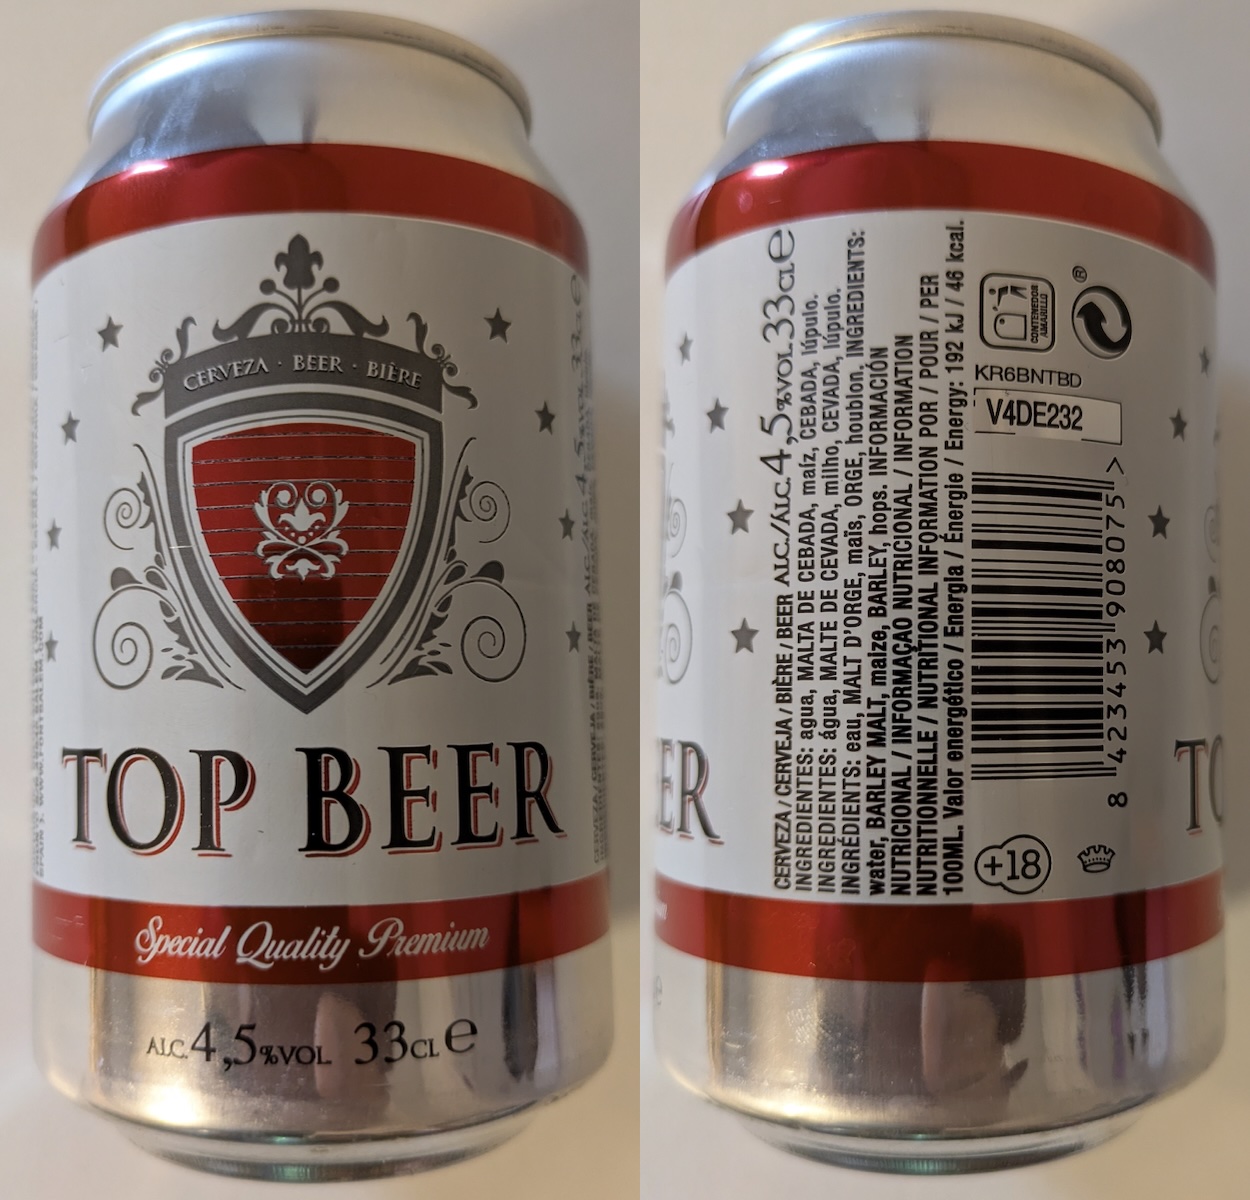 CERVEZA · BEER · BIÈRE
TOP BEER
Special Quality Premium
ALC. 4,5%VOL 33CL e
CERVEZA / CERVEJA / BIÈRE / BEER ALC./ÁLC. 4,5%VOL 33CL e
INGREDIENTES: agua, MALTA DE CEBADA, maíz, CEBADA, lúpulo.
INGREDIENTES: água, MALTE DE CEVADA, milho, CEVADA, lúpulo.
INGRÉDIENTS: eau, MALT D'ORGE, maïs, ORGE, houblon. INGREDIENTS:
water, BARLEY MALT, maize, BARLEY, hops. INFORMACIÓN
NUTRICIONAL / INFORMAÇAO NUTRICIONAL / INFORMATION
NUTRITIONNELLE / NUTRITIONAL INFORMATION POR / POUR / PER
100ML. Valor energético / Energia / Énergie / Energy: 192 kJ / 46 kcal.
CONTENEDOR
AMARILLO
®
KR6BNTBD
V4DE232
8 423453 908075 >
+18
ER
TO